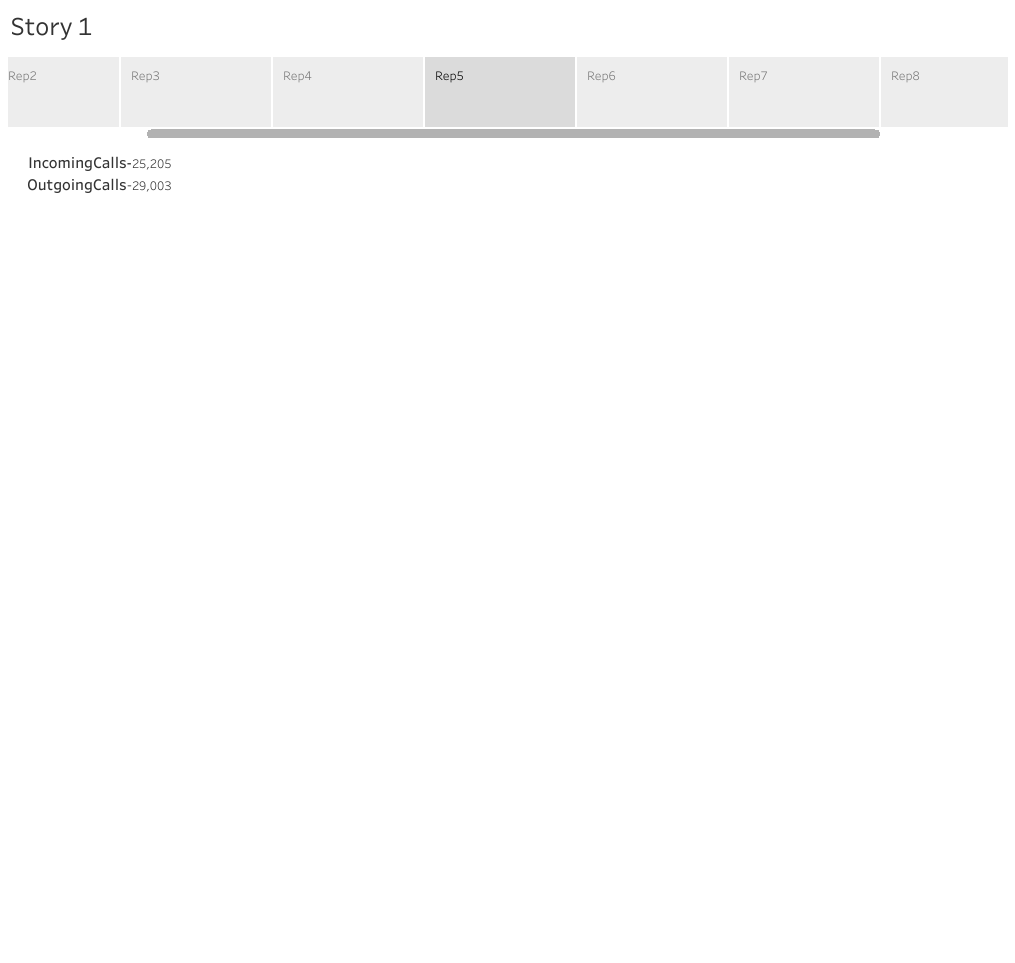 Story 1
Rep2 Rep3 Rep4 Rep5 Rep6 Rep7 Rep8
IncomingCalls-25,205
OutgoingCalls-29,003